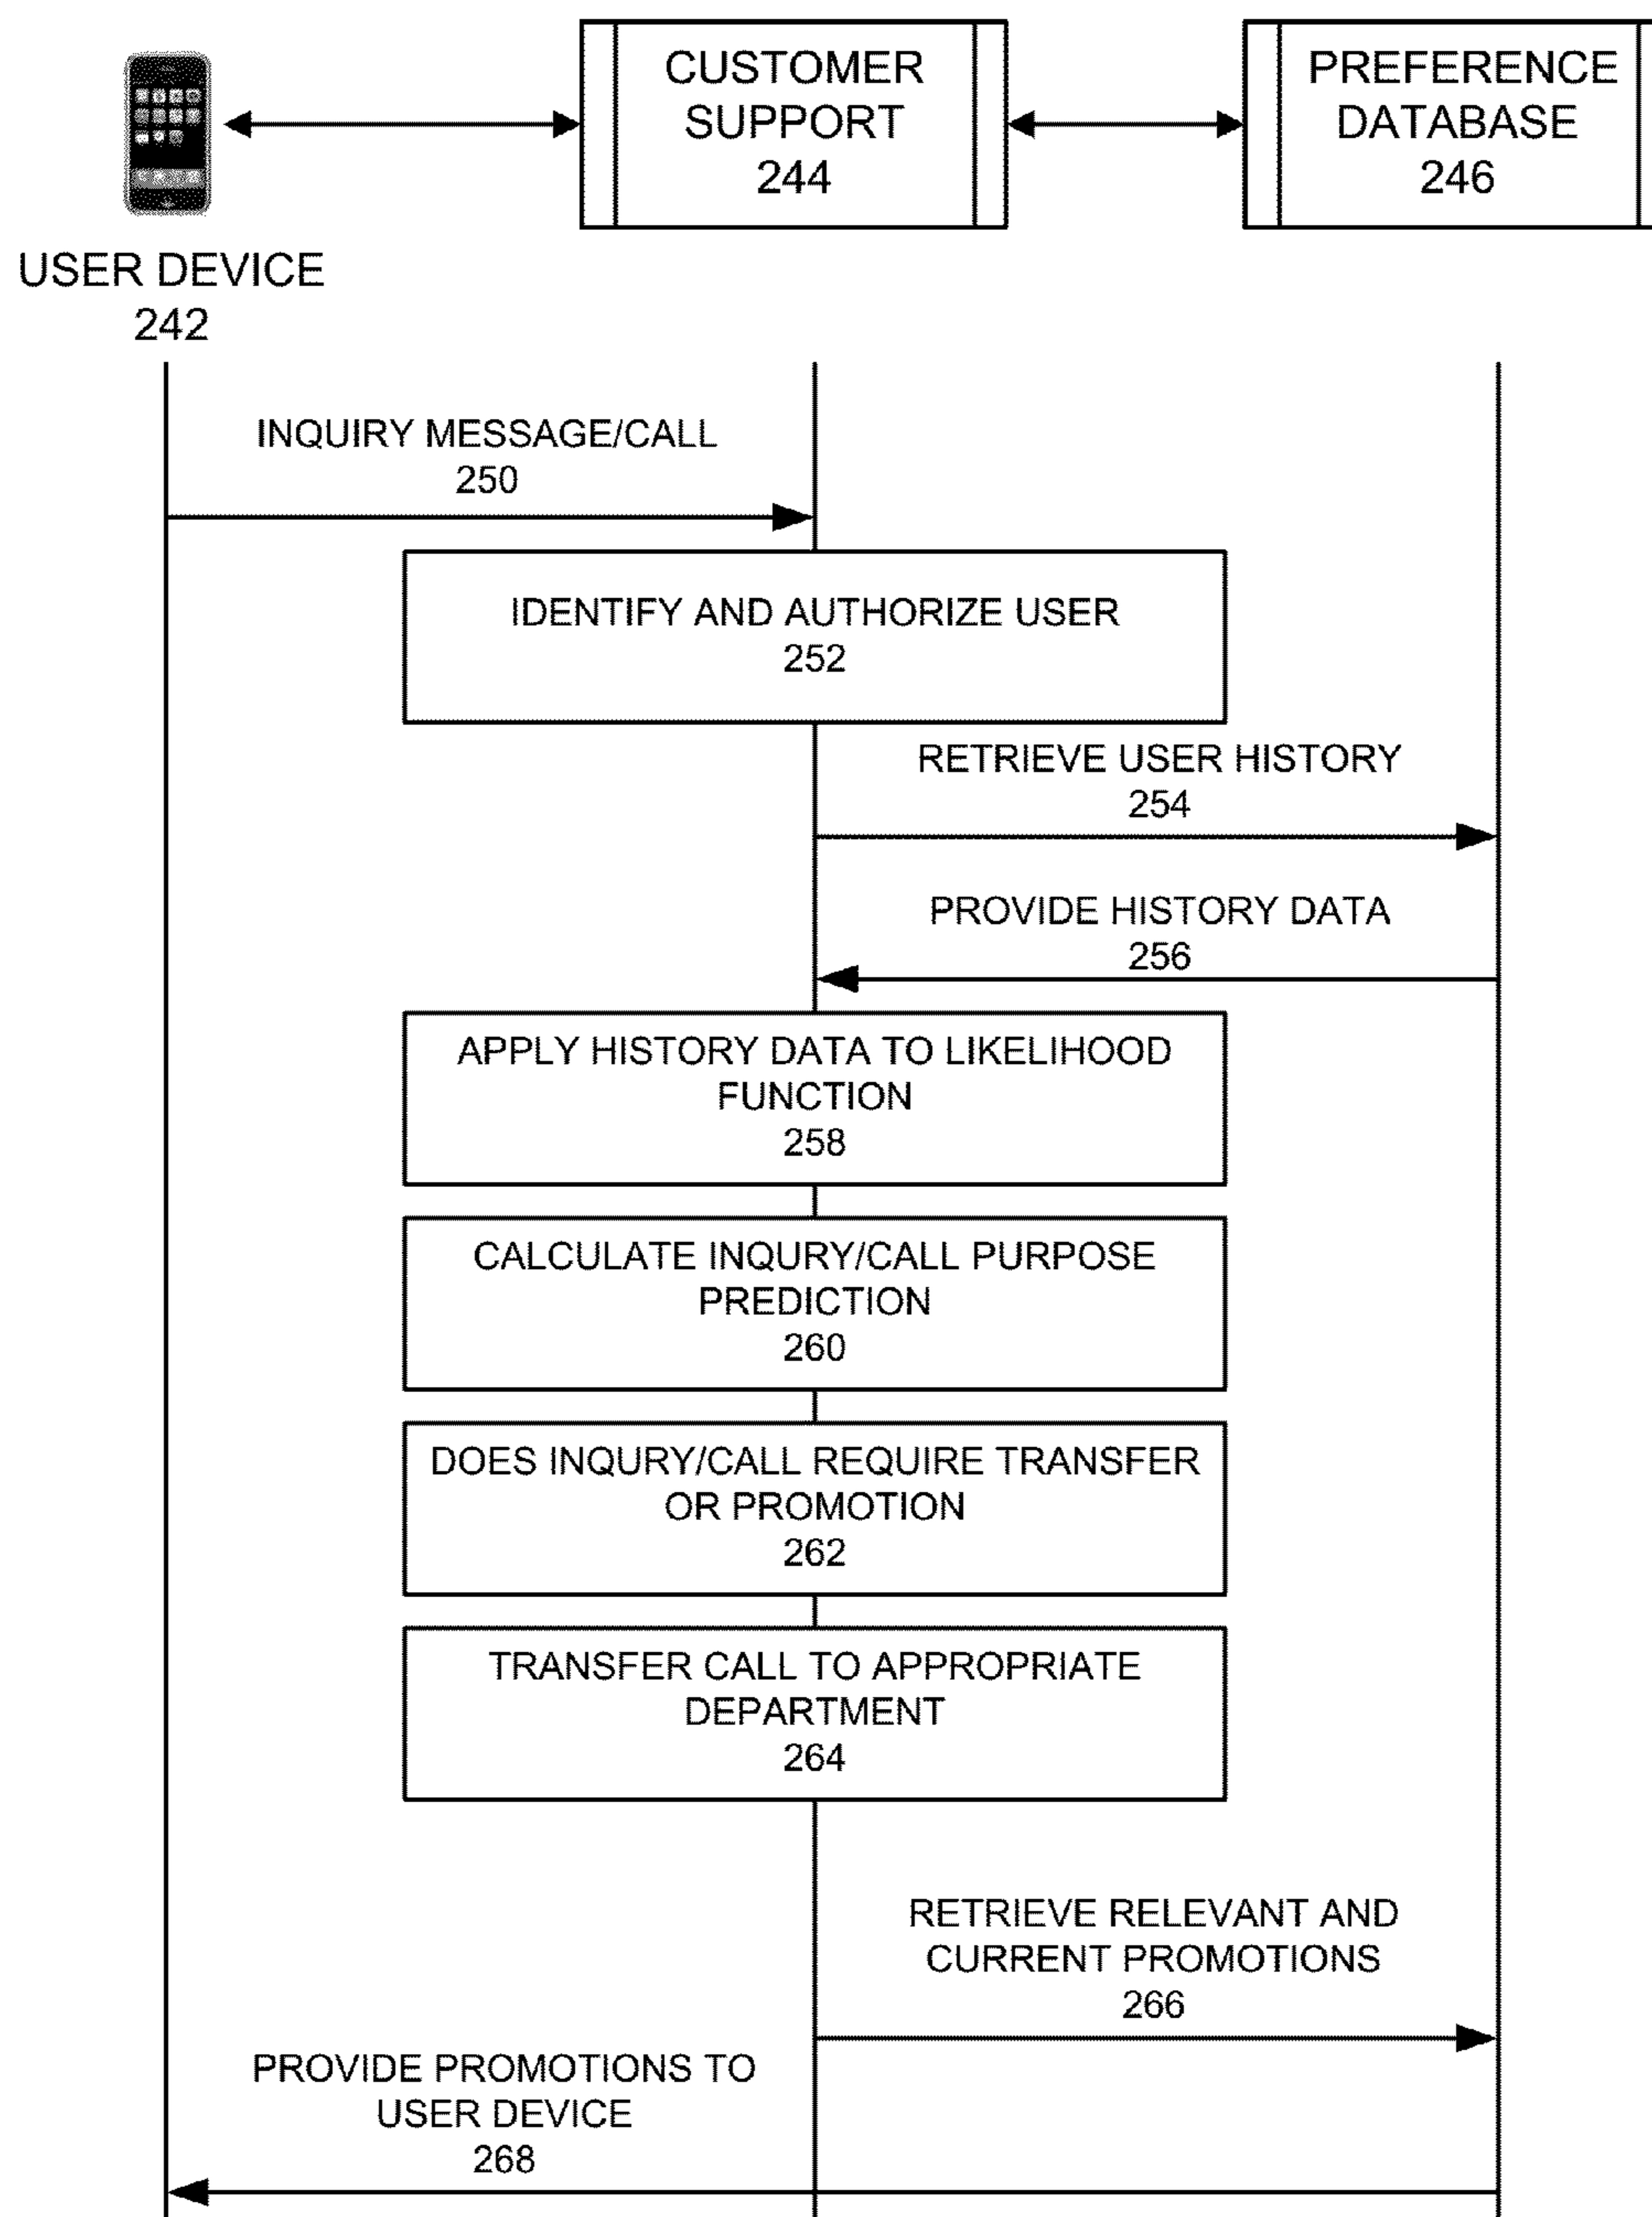 CUSTOMER
SUPPORT
244
PREFERENCE
DATABASE
246
USER DEVICE
242
INQUIRY MESSAGE/CALL
250
IDENTIFY AND AUTHORIZE USER
252
RETRIEVE USER HISTORY
254
PROVIDE HISTORY DATA
256
APPLY HISTORY DATA TO LIKELIHOOD
FUNCTION
258
CALCULATE INQURY/CALL PURPOSE
PREDICTION
260
DOES INQURY/CALL REQUIRE TRANSFER
OR PROMOTION
262
TRANSFER CALL TO APPROPRIATE
DEPARTMENT
264
RETRIEVE RELEVANT AND
CURRENT PROMOTIONS
266
PROVIDE PROMOTIONS TO
USER DEVICE
268